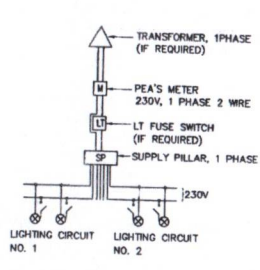 TRANSFORMER, 1PHASE
(IF REQUIRED)
M
PEA'S METER
230V, 1 PHASE 2 WIRE
LT
LT FUSE SWITCH
(IF REQUIRED)
SP
SUPPLY PILLAR, 1 PHASE
230V
LIGHTING CIRCUIT
NO. 1
LIGHTING CIRCUIT
NO. 2